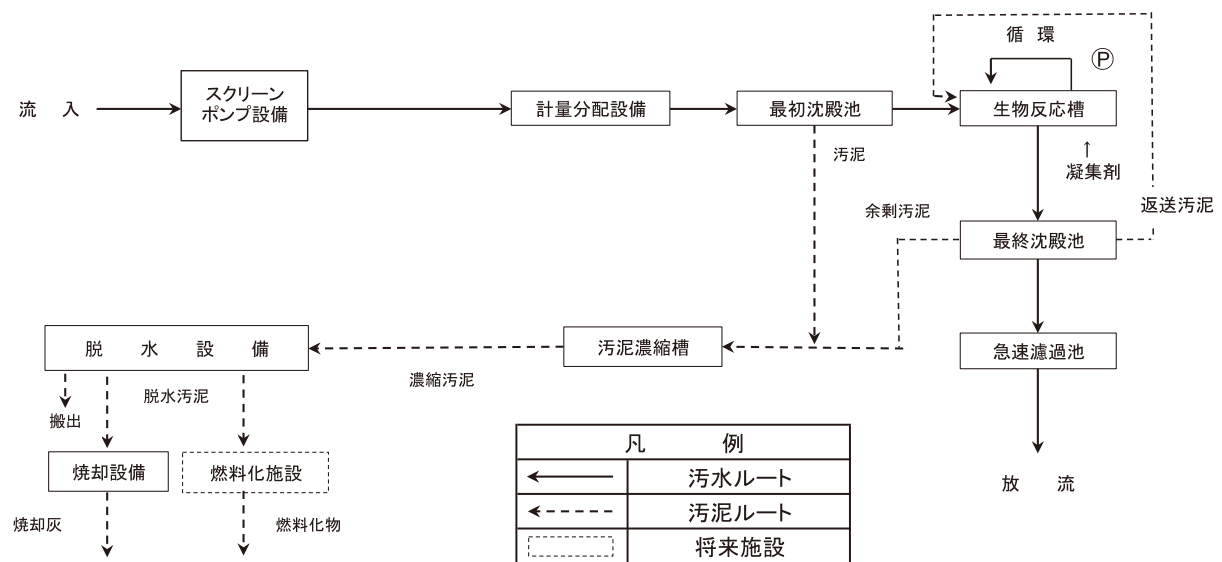 循環
Ⓟ
流入
スクリーン
ポンプ設備
計量分配設備
最初沈殿池
生物反応槽
汚泥
↑
凝集剤
余剰汚泥
返送汚泥
最終沈殿池
脱水設備
汚泥濃縮槽
急速濾過池
濃縮汚泥
脱水汚泥
搬出
焼却設備
燃料化施設
焼却灰
燃料化物
凡例
汚水ルート
汚泥ルート
将来施設
放流